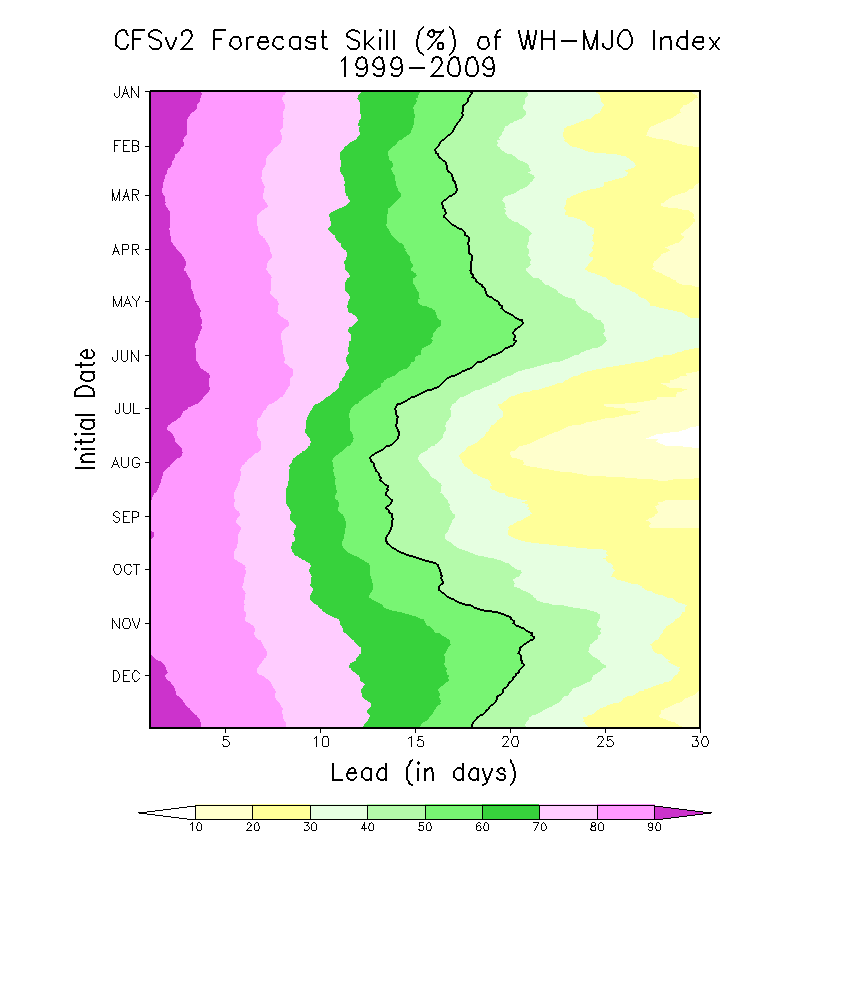 CFSv2 Forecast Skill (%) of WH-MJO Index
1999-2009
JAN
FEB
MAR
APR
MAY
JUN
JUL
AUG
SEP
OCT
NOV
DEC
Initial Date
5 10 15 20 25 30
Lead (in days)
10 20 30 40 50 60 70 80 90